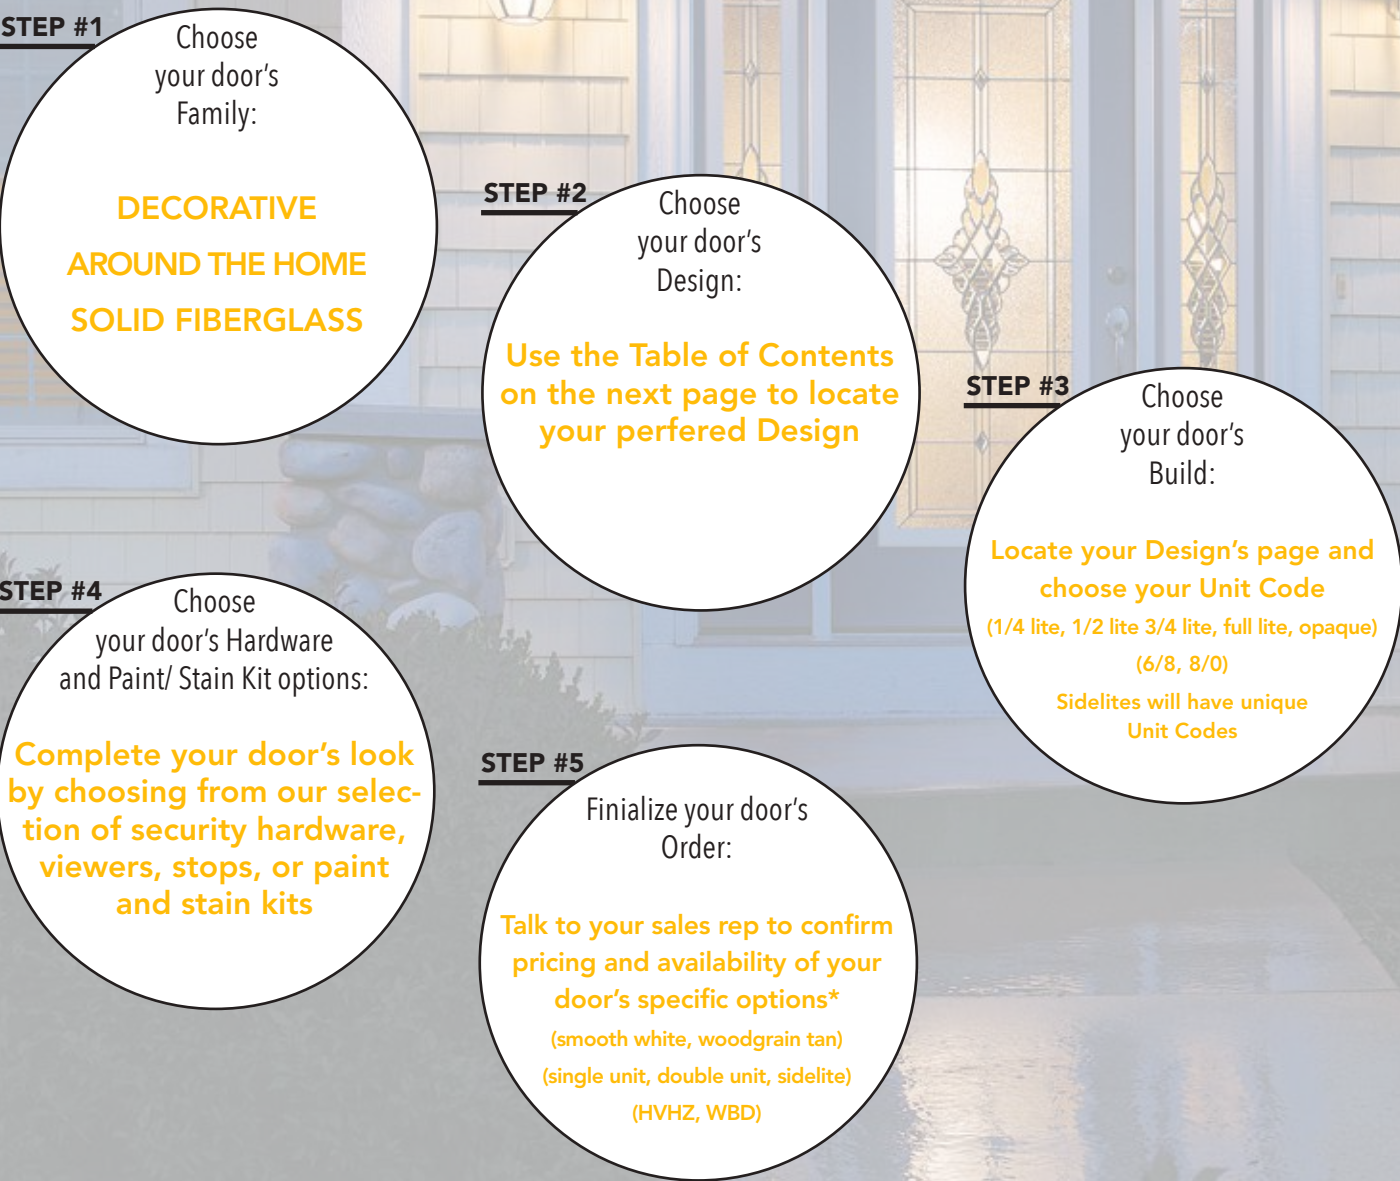 STEP #1
Choose
your door's
Family:
DECORATIVE
AROUND THE HOME
SOLID FIBERGLASS
STEP #2
Choose
your door's
Design:
Use the Table of Contents
on the next page to locate
your perfered Design
STEP #3
Choose
your door's
Build:
Locate your Design's page and
choose your Unit Code
(1/4 lite, 1/2 lite 3/4 lite, full lite, opaque)
(6/8, 8/0)
Sidelites will have unique
Unit Codes
STEP #4
Choose
your door's Hardware
and Paint/ Stain Kit options:
Complete your door's look
by choosing from our selec-
tion of security hardware,
viewers, stops, or paint
and stain kits
STEP #5
Finialize your door's
Order:
Talk to your sales rep to confirm
pricing and availability of your
door's specific options*
(smooth white, woodgrain tan)
(single unit, double unit, sidelite)
(HVHZ, WBD)